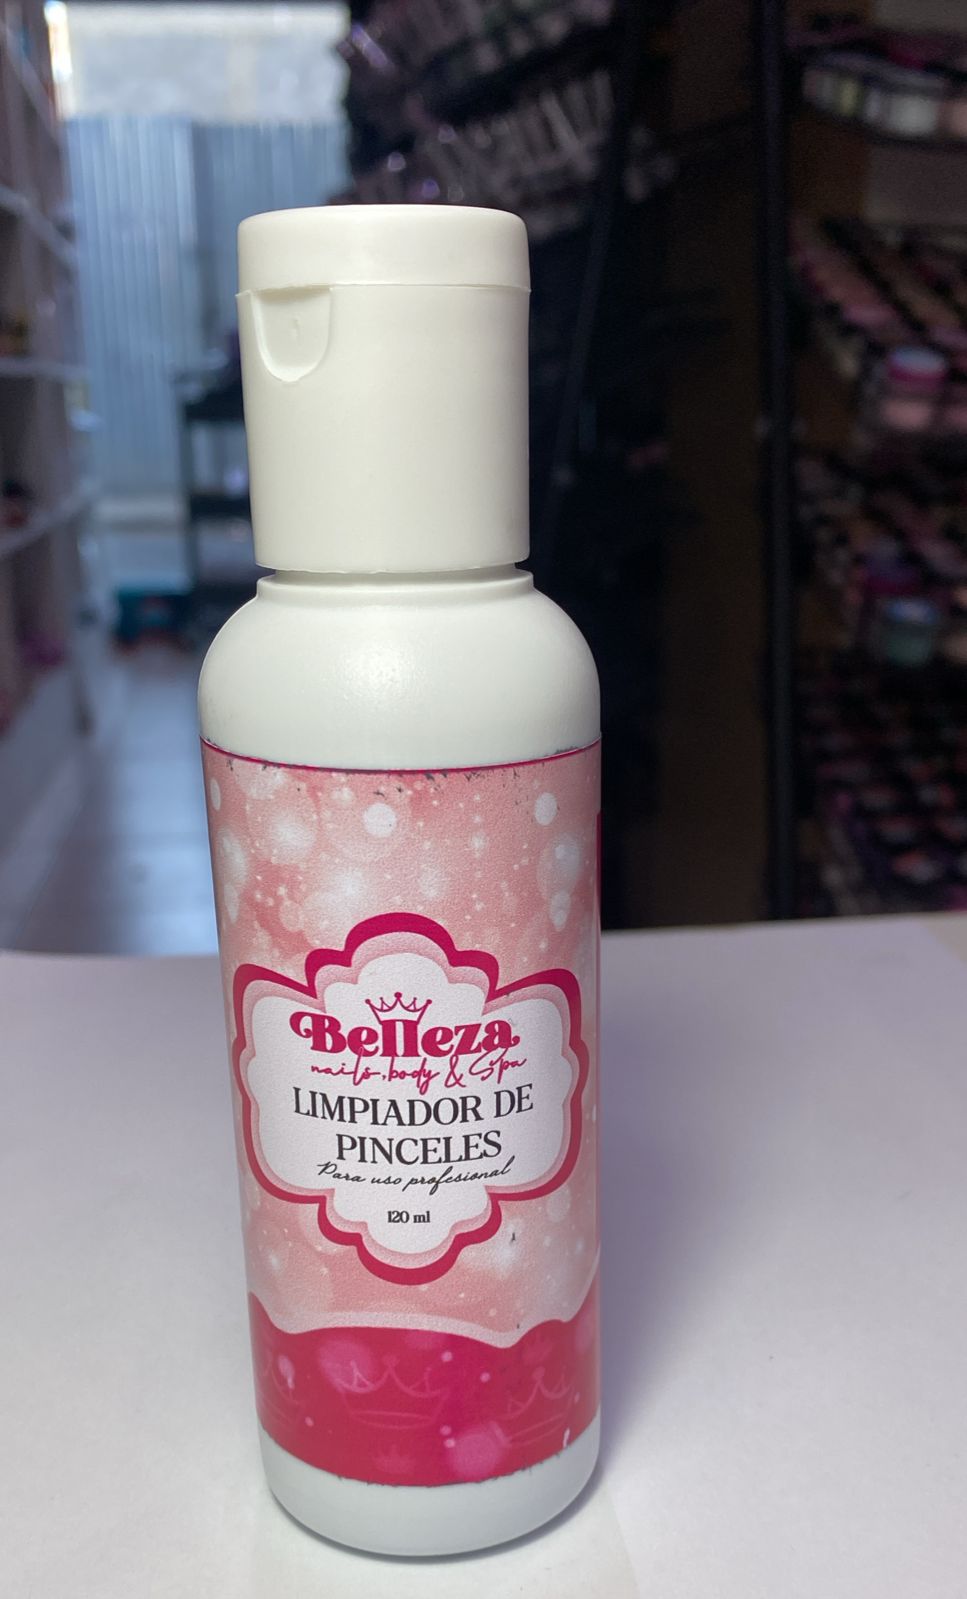 Belleza
nails, body & Spa
LIMPIADOR DE
PINCELES
Para uso profesional
120 ml